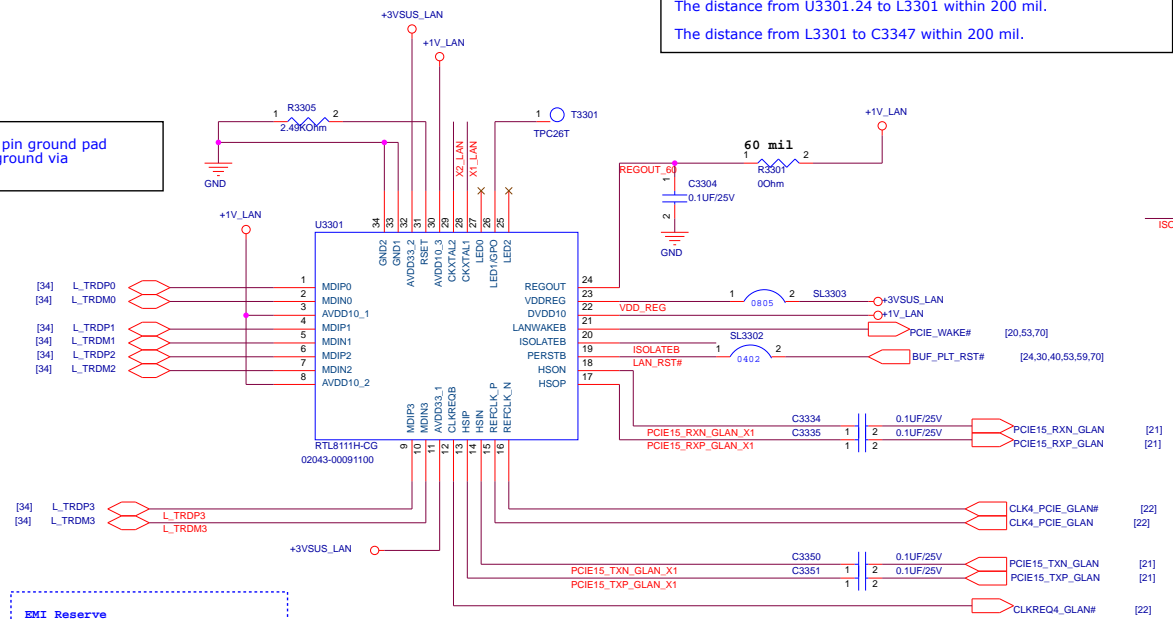 The distance from U3301.24 to L3301 within 200 mil.
The distance from L3301 to C3347 within 200 mil.
+3VSUS_LAN
+1V_LAN
pin ground pad
ground via
R3305
1 2
2.49KOhm
GND
X2_LAN
X1_LAN
1 T3301
TPC26T
+1V_LAN
60 mil
1 2
R3301
0Ohm
REGOUT_60
1
C3304
0.1UF/25V
2
GND
ISO
+1V_LAN
U3301
34 33 32 31 30 29 28 27 26 25
GND2
GND1
AVDD33_2
RSET
AVDD10_3
CKXTAL2
CKXTAL1
LED0
LED1/GPO
LED2
[34] L_TRDP0 1 MDIP0
[34] L_TRDM0 2 MDIN0
3 AVDD10_1
[34] L_TRDP1 4 MDIP1
[34] L_TRDM1 5 MDIN1
[34] L_TRDP2 6 MDIP2
[34] L_TRDM2 7 MDIN2
8 AVDD10_2
REGOUT 24
VDDREG 23 VDD_REG 1 0805 2 SL3303 +3VSUS_LAN
DVDD10 22 +1V_LAN
LANWAKEB 21 PCIE_WAKE# [20,53,70]
ISOLATEB 20 ISOLATEB
PERSTB 19 LAN_RST# SL3302 1 0402 2 BUF_PLT_RST# [24,30,40,53,59,70]
HSON 18
HSOP 17
MDIP3
MDIN3
AVDD33_1
CLKREQB
HSIP
HSIN
REFCLK_P
REFCLK_N
RTL8111H-CG
02043-00091100
9 10 11 12 13 14 15 16
PCIE15_RXN_GLAN_X1 C3334 1 2 0.1UF/25V PCIE15_RXN_GLAN [21]
PCIE15_RXP_GLAN_X1 C3335 1 2 0.1UF/25V PCIE15_RXP_GLAN [21]
[34] L_TRDP3 L_TRDP3
[34] L_TRDM3 L_TRDM3
CLK4_PCIE_GLAN# [22]
CLK4_PCIE_GLAN [22]
+3VSUS_LAN
PCIE15_TXN_GLAN_X1 C3350 1 2 0.1UF/25V PCIE15_TXN_GLAN [21]
PCIE15_TXP_GLAN_X1 C3351 1 2 0.1UF/25V PCIE15_TXP_GLAN [21]
CLKREQ4_GLAN# [22]
EMI Reserve